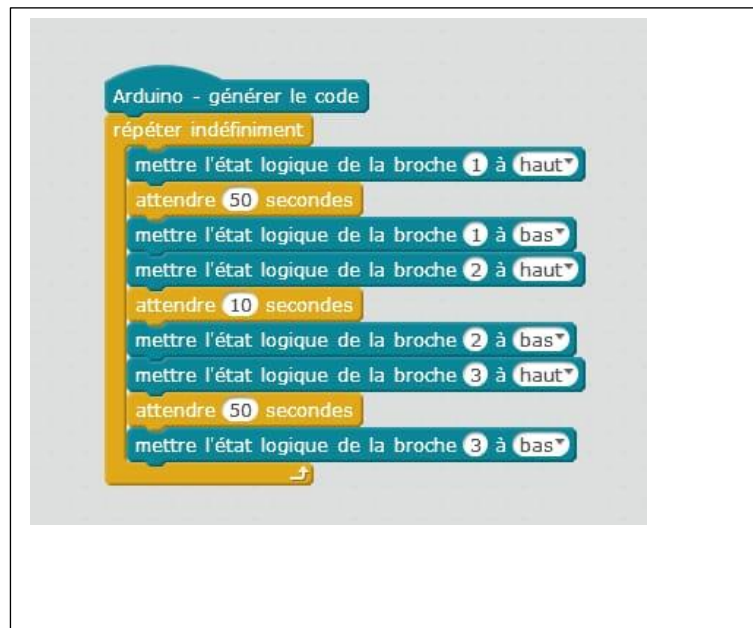 Arduino - générer le code
répéter indéfiniment
mettre l'état logique de la broche 1 à haut
attendre 50 secondes
mettre l'état logique de la broche 1 à bas
mettre l'état logique de la broche 2 à haut
attendre 10 secondes
mettre l'état logique de la broche 2 à bas
mettre l'état logique de la broche 3 à haut
attendre 50 secondes
mettre l'état logique de la broche 3 à bas